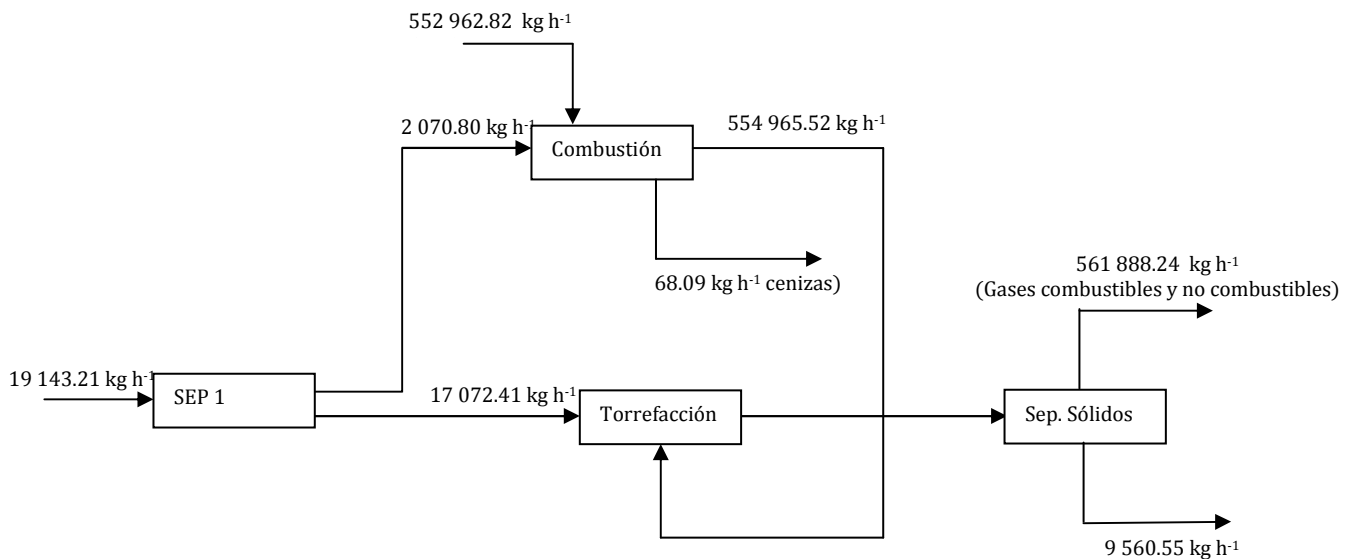 552 962.82 kg h-1
2 070.80 kg h-1
554 965.52 kg h-1
Combustión
68.09 kg h-1 cenizas)
561 888.24 kg h-1
(Gases combustibles y no combustibles)
19 143.21 kg h-1
SEP 1
17 072.41 kg h-1
Torrefacción
Sep. Sólidos
9 560.55 kg h-1